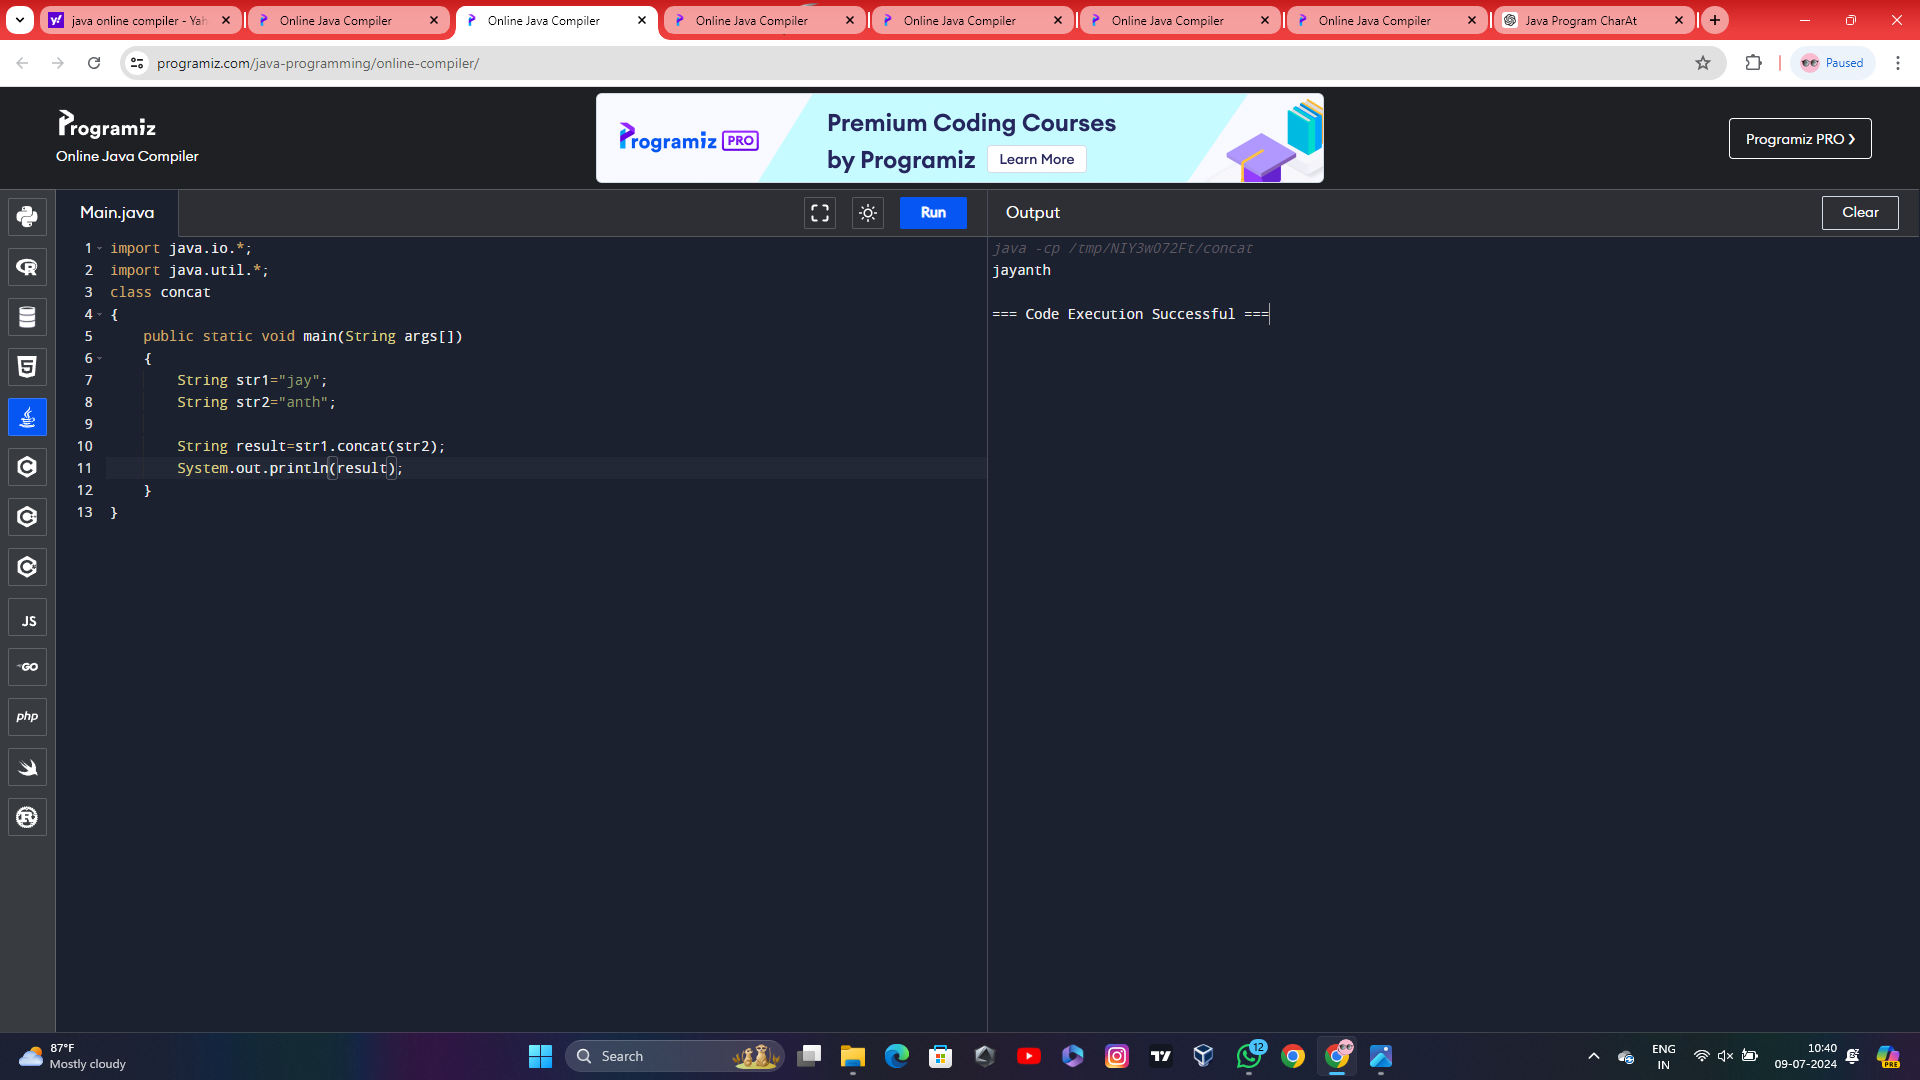 java online compiler - Yah
Online Java Compiler
Online Java Compiler
Online Java Compiler
Online Java Compiler
Online Java Compiler
Online Java Compiler
Java Program CharAt
programiz.com/java-programming/online-compiler/
Paused
Programiz
Online Java Compiler
Programiz PRO
Premium Coding Courses
by Programiz
Learn More
Programiz PRO ❯
Main.java
Run
Output
Clear
1 import java.io.*;
2 import java.util.*;
3 class concat
4 {
5 public static void main(String args[])
6 {
7 String str1="jay";
8 String str2="anth";
9
10 String result=str1.concat(str2);
11 System.out.println(result);
12 }
13 }
java -cp /tmp/NIY3wO72Ft/concat
jayanth
=== Code Execution Successful ===
JS
GO
php
87°F
Mostly cloudy
Search
12
ENG
IN
10:40
09-07-2024
PRE